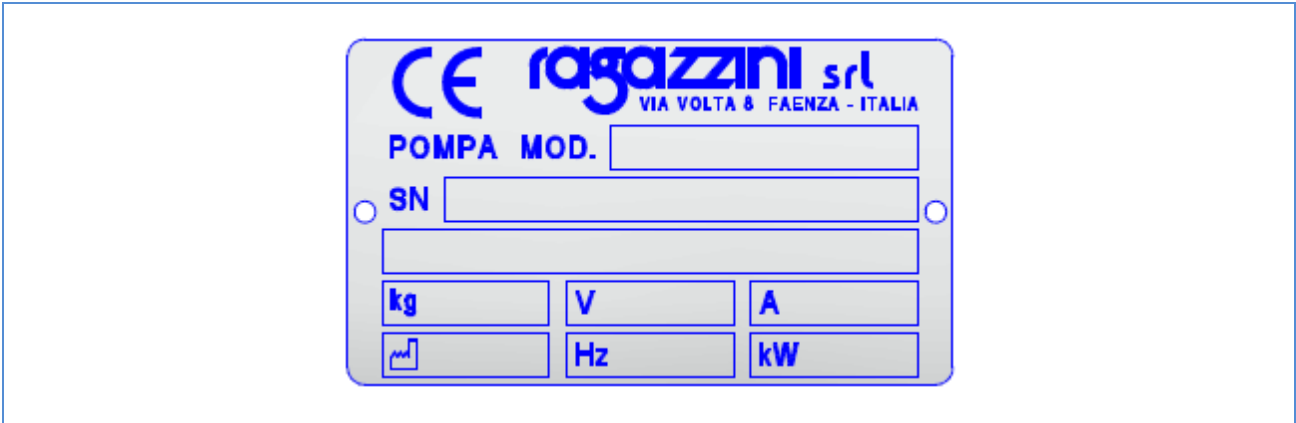 CE ragazzini srl
VIA VOLTA 8 FAENZA - ITALIA
POMPA MOD.
SN
kg V A
Hz kW